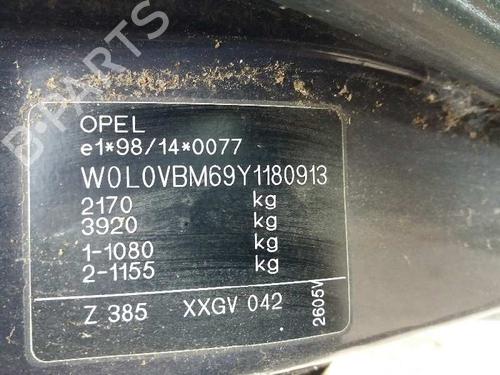 B-PARTS
OPEL
e1*98/14*0077
W0L0VBM69Y1180913
2170 kg
3920 kg
1-1080 kg
2-1155 kg
Z 385 XXGV 042
2605V